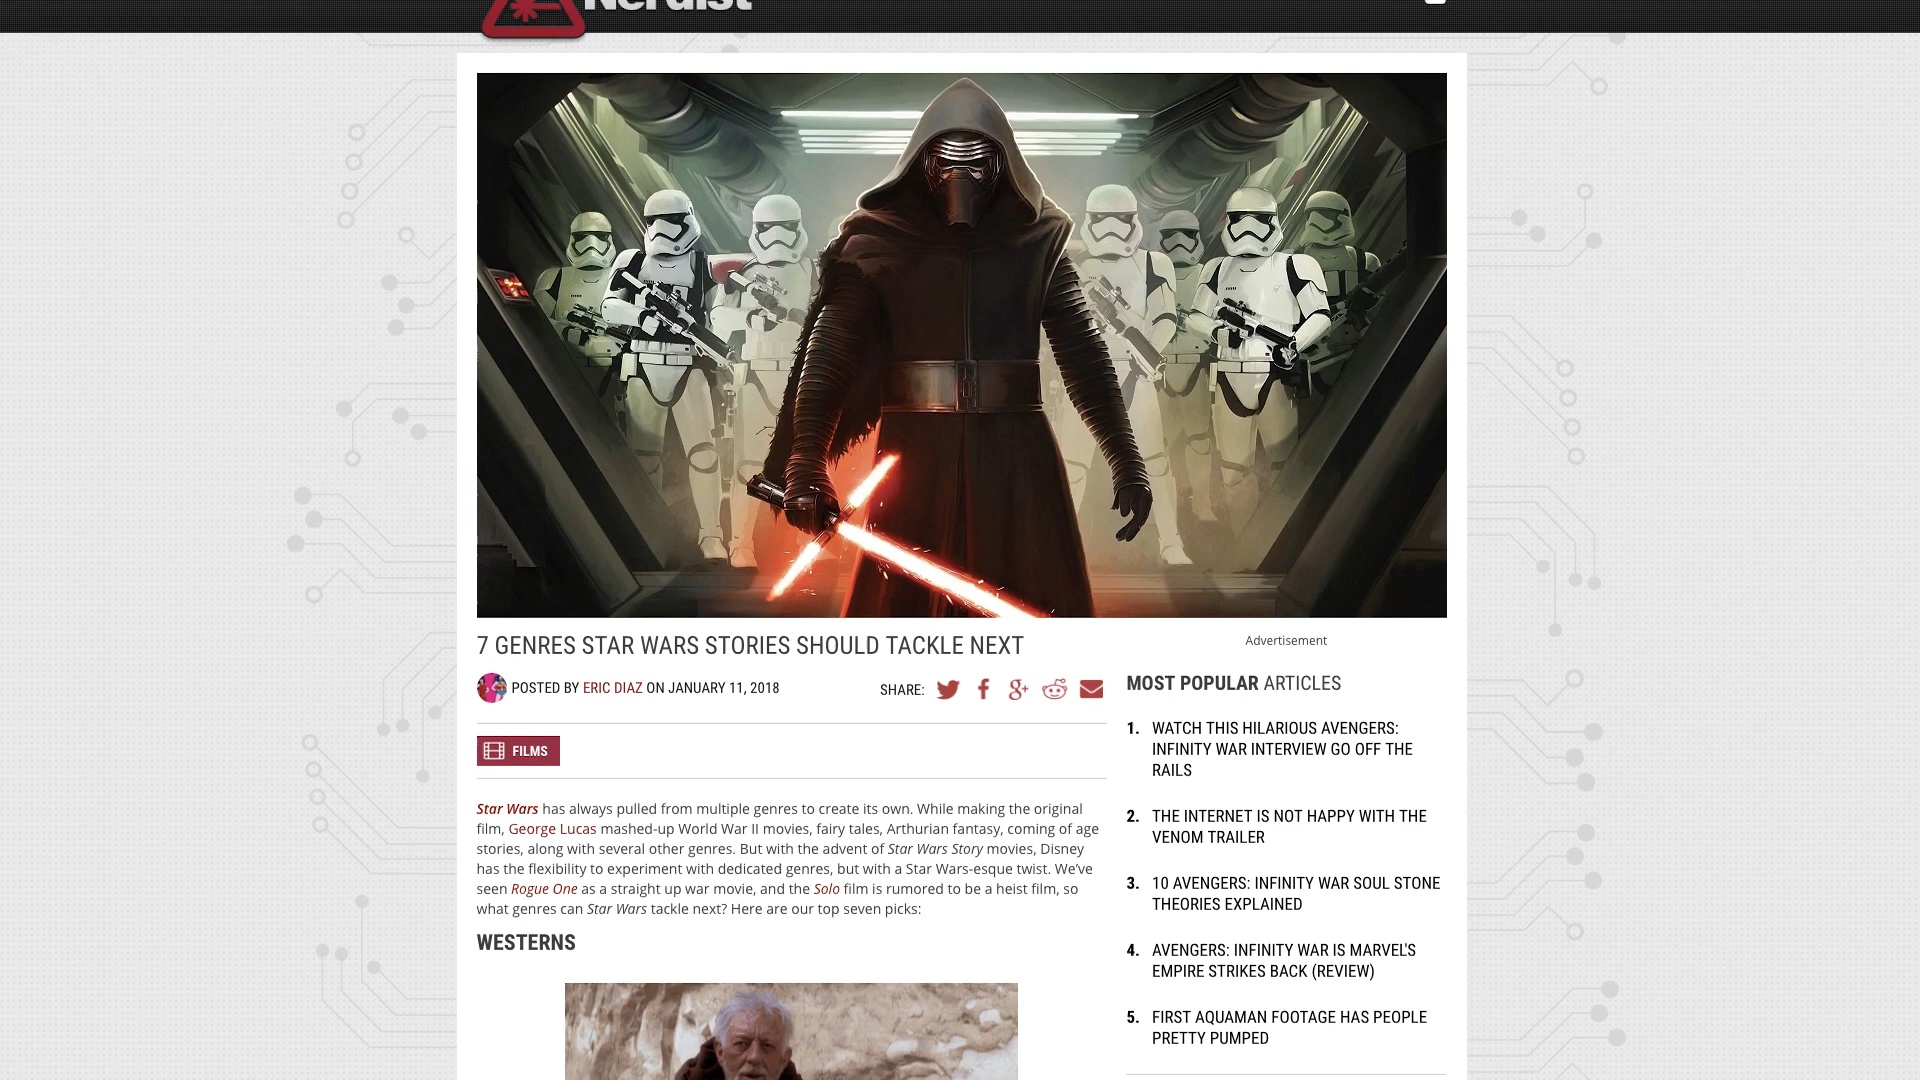 Nerdist
7 GENRES STAR WARS STORIES SHOULD TACKLE NEXT
POSTED BY ERIC DIAZ ON JANUARY 11, 2018
SHARE:
FILMS
Star Wars has always pulled from multiple genres to create its own. While making the original
film, George Lucas mashed-up World War II movies, fairy tales, Arthurian fantasy, coming of age
stories, along with several other genres. But with the advent of Star Wars Story movies, Disney
has the flexibility to experiment with dedicated genres, but with a Star Wars-esque twist. We’ve
seen Rogue One as a straight up war movie, and the Solo film is rumored to be a heist film, so
what genres can Star Wars tackle next? Here are our top seven picks:
WESTERNS
Advertisement
MOST POPULAR ARTICLES
1. WATCH THIS HILARIOUS AVENGERS:
INFINITY WAR INTERVIEW GO OFF THE
RAILS
2. THE INTERNET IS NOT HAPPY WITH THE
VENOM TRAILER
3. 10 AVENGERS: INFINITY WAR SOUL STONE
THEORIES EXPLAINED
4. AVENGERS: INFINITY WAR IS MARVEL'S
EMPIRE STRIKES BACK (REVIEW)
5. FIRST AQUAMAN FOOTAGE HAS PEOPLE
PRETTY PUMPED